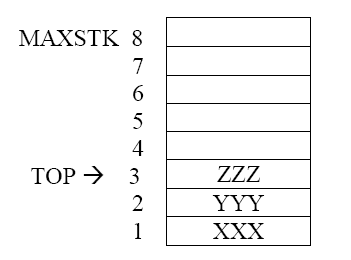 MAXSTK 8
7
6
5
4
TOP → 3 ZZZ
2 YYY
1 XXX